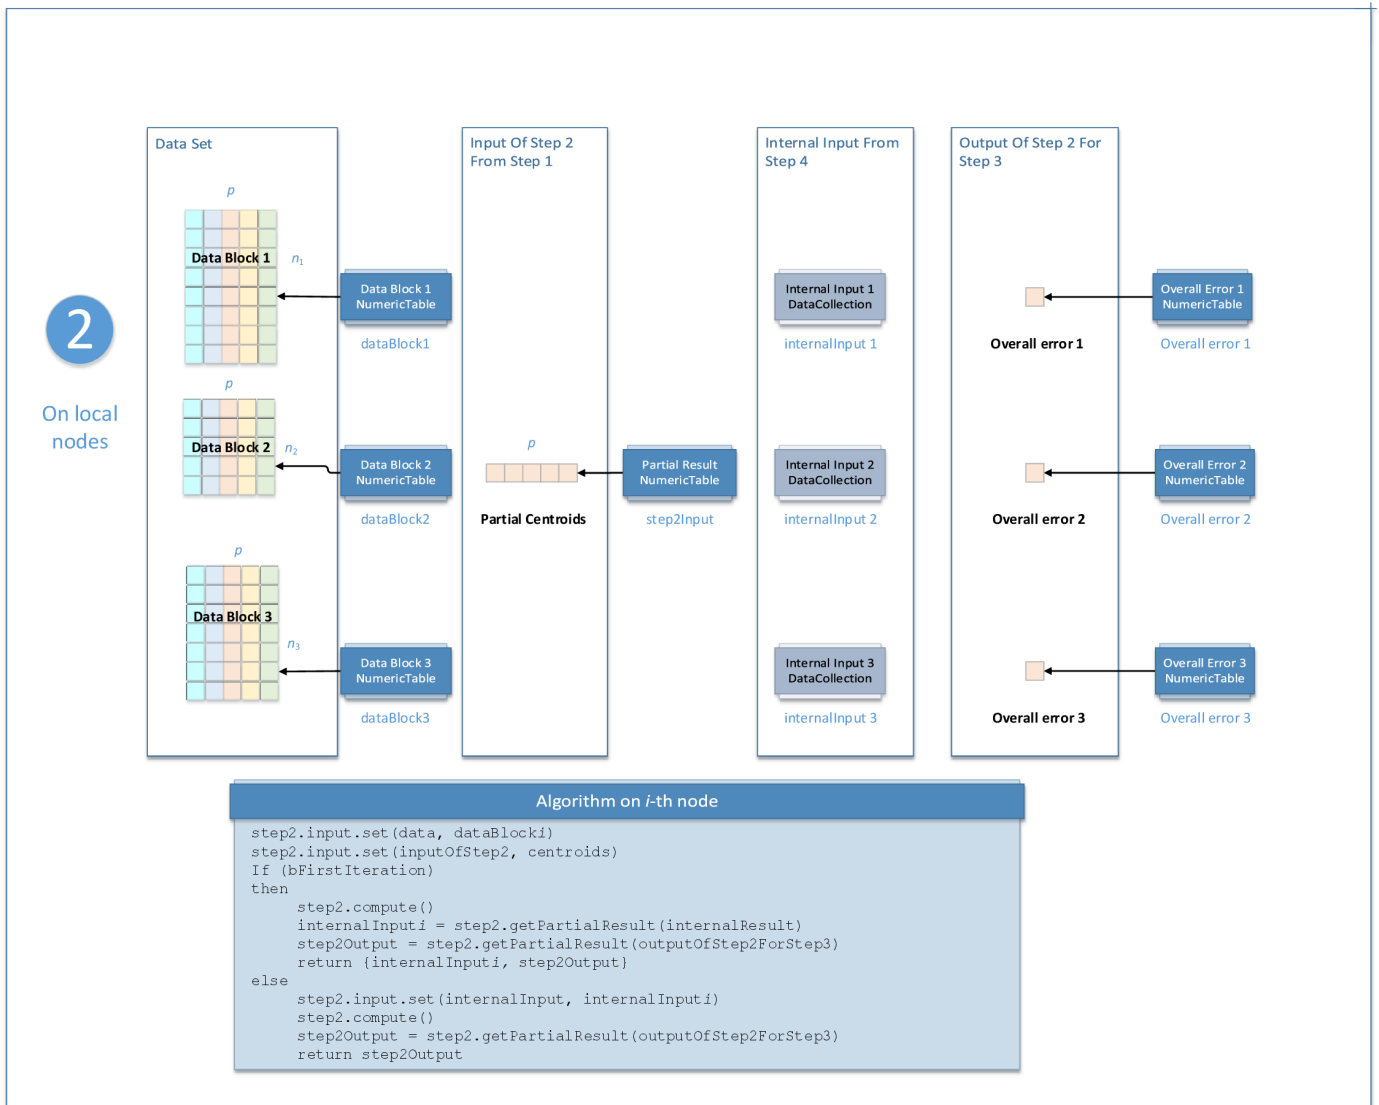 2
On local
nodes
Data Set
p
Data Block 1
n1
Data Block 1
NumericTable
dataBlock1
p
Data Block 2
n2
Data Block 2
NumericTable
dataBlock2
p
Data Block 3
n3
Data Block 3
NumericTable
dataBlock3
Input Of Step 2
From Step 1
p
Partial Centroids
Partial Result
NumericTable
step2Input
Internal Input From
Step 4
Internal Input 1
DataCollection
internalInput 1
Internal Input 2
DataCollection
internalInput 2
Internal Input 3
DataCollection
internalInput 3
Output Of Step 2 For
Step 3
Overall error 1
Overall Error 1
NumericTable
Overall error 1
Overall error 2
Overall Error 2
NumericTable
Overall error 2
Overall error 3
Overall Error 3
NumericTable
Overall error 3
Algorithm on i-th node
step2.input.set(data, dataBlocki)
step2.input.set(inputOfStep2, centroids)
If (bFirstIteration)
then
step2.compute()
internalInputi = step2.getPartialResult(internalResult)
step2Output = step2.getPartialResult(outputOfStep2ForStep3)
return {internalInputi, step2Output}
else
step2.input.set(internalInput, internalInputi)
step2.compute()
step2Output = step2.getPartialResult(outputOfStep2ForStep3)
return step2Output